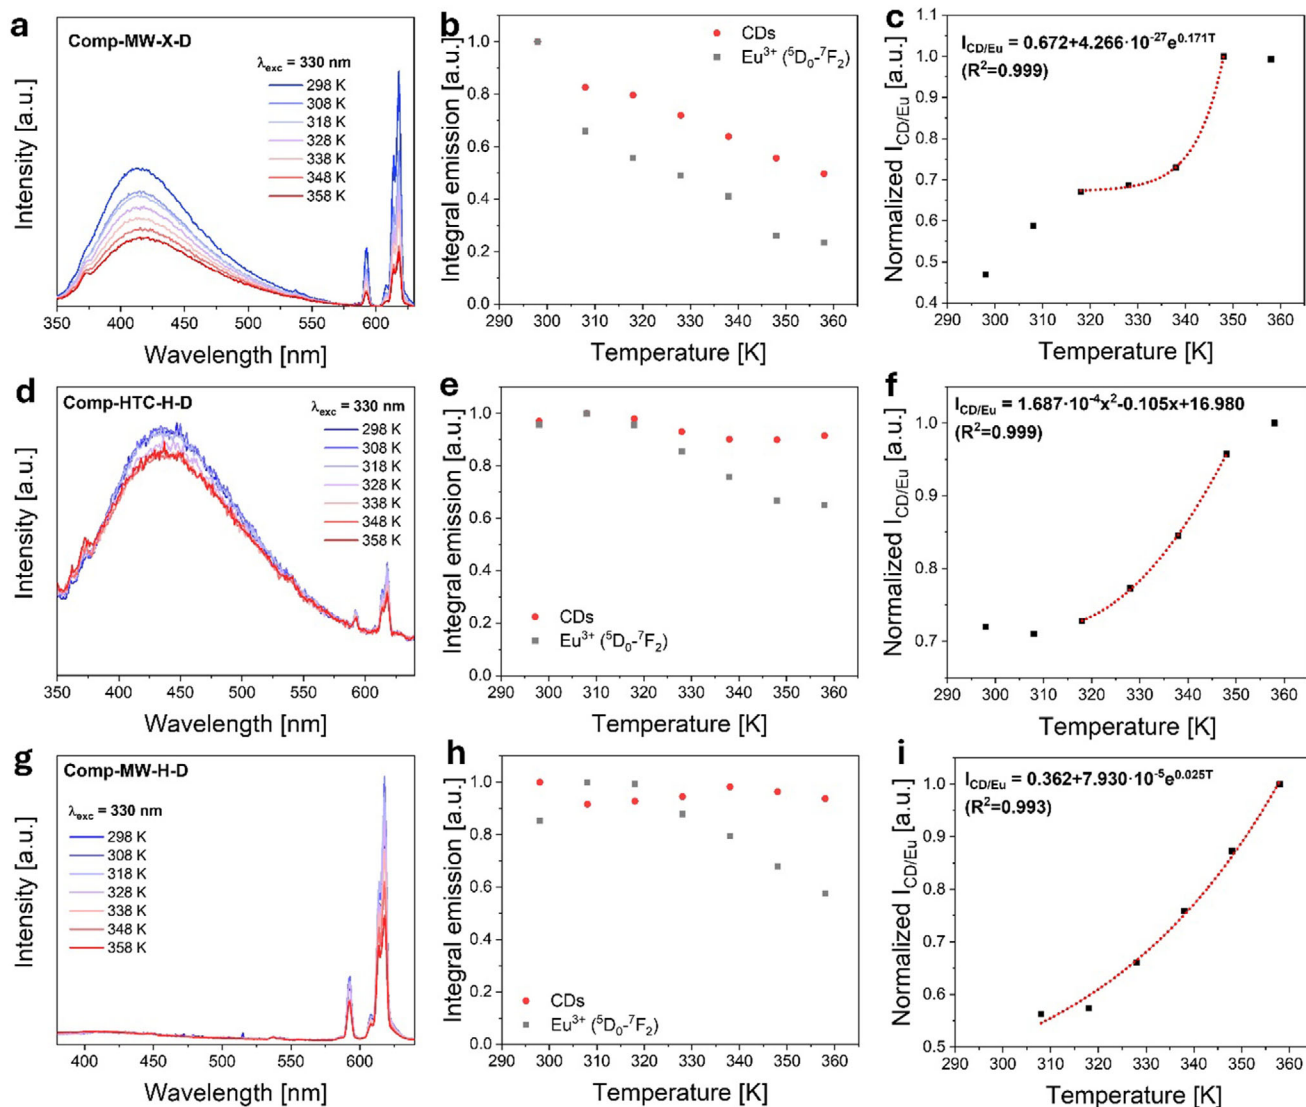 a
Comp-MW-X-D
λexc = 330 nm
298 K
308 K
318 K
328 K
338 K
348 K
358 K
Intensity [a.u.]
350 400 450 500 550 600
Wavelength [nm]
b
CDs
Eu³⁺ (⁵D₀-⁷F₂)
Integral emission [a.u.]
1.0
0.8
0.6
0.4
0.2
0.0
290 300 310 320 330 340 350 360
Temperature [K]
c
I_CD/Eu = 0.672+4.266·10⁻²⁷e^0.171T
(R²=0.999)
Normalized I_CD/Eu [a.u.]
1.1
1.0
0.9
0.8
0.7
0.6
0.5
0.4
290 300 310 320 330 340 350 360
Temperature [K]
d
Comp-HTC-H-D
λexc = 330 nm
298 K
308 K
318 K
328 K
338 K
348 K
358 K
Intensity [a.u.]
350 400 450 500 550 600
Wavelength [nm]
e
CDs
Eu³⁺ (⁵D₀-⁷F₂)
Integral emission [a.u.]
1.0
0.8
0.6
0.4
0.2
0.0
290 300 310 320 330 340 350 360
Temperature [K]
f
I_CD/Eu = 1.687·10⁻⁴x²-0.105x+16.980
(R²=0.999)
Normalized I_CD/Eu [a.u.]
1.0
0.9
0.8
0.7
290 300 310 320 330 340 350 360
Temperature [K]
g
Comp-MW-H-D
λexc = 330 nm
298 K
308 K
318 K
328 K
338 K
348 K
358 K
Intensity [a.u.]
400 450 500 550 600
Wavelength [nm]
h
CDs
Eu³⁺ (⁵D₀-⁷F₂)
Integral emission [a.u.]
1.0
0.8
0.6
0.4
0.2
0.0
290 300 310 320 330 340 350 360
Temperature [K]
i
I_CD/Eu = 0.362+7.930·10⁻⁵e^0.025T
(R²=0.993)
Normalized I_CD/Eu [a.u.]
1.0
0.9
0.8
0.7
0.6
0.5
290 300 310 320 330 340 350 360
Temperature [K]